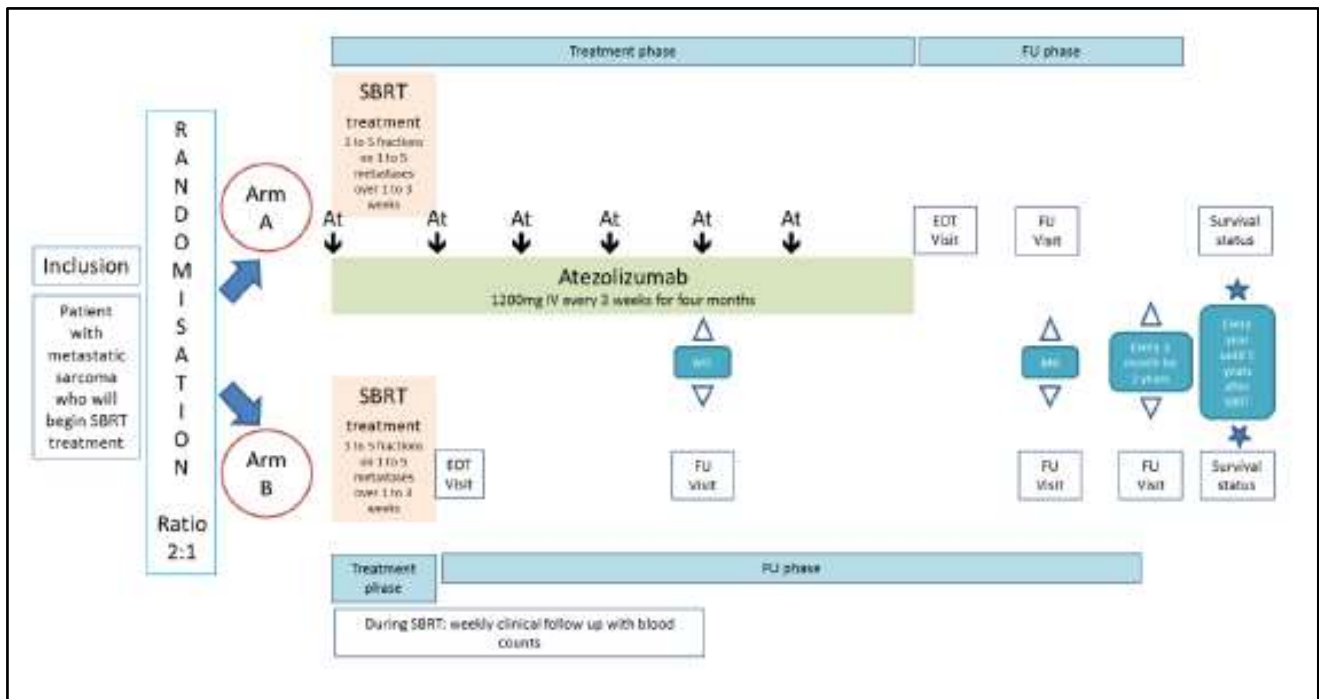 Treatment phase
FU phase
SBRT
treatment
to 5 fractions
on 1 to 5
metastases
over 1 to 3
weeks
R
A
N
D
O
M
I
S
A
T
I
O
N
Ratio
2:1
Arm
A
At
At
At
At
At
At
EOT
Visit
FU
Visit
Survival
status
Inclusion
Patient
with
metastatic
sarcoma
who will
begin SBRT
treatment
Atezolizumab
1200mg IV every 3 weeks for four months
Every
month for
2 years
year
until
years
after
SBRT
SBRT
treatment
to 5 fractions
on 1 to 5
metastases
over 1 to 3
weeks
Arm
B
EOT
Visit
FU
Visit
FU
Visit
FU
Visit
Survival
status
Treatment
phase
FU phase
During SBRT: weekly clinical follow up with blood
counts